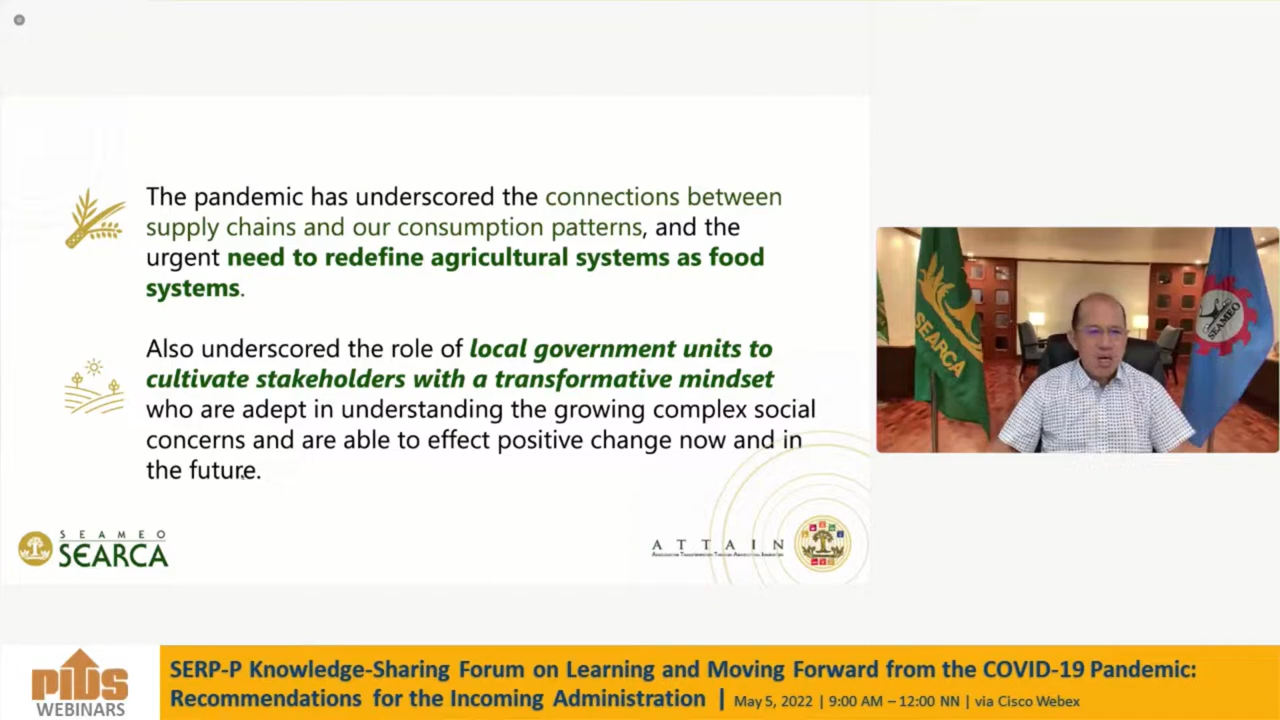 The pandemic has underscored the connections between
supply chains and our consumption patterns, and the
urgent need to redefine agricultural systems as food
systems.
Also underscored the role of local government units to
cultivate stakeholders with a transformative mindset
who are adept in understanding the growing complex social
concerns and are able to effect positive change now and in
the future.
SEAMEO
SEARCA
ATTAIN
SEARCA
SEAMEO
PIDS
WEBINARS
SERP-P Knowledge-Sharing Forum on Learning and Moving Forward from the COVID-19 Pandemic:
Recommendations for the Incoming Administration | May 5, 2022 | 9:00 AM – 12:00 NN | via Cisco Webex